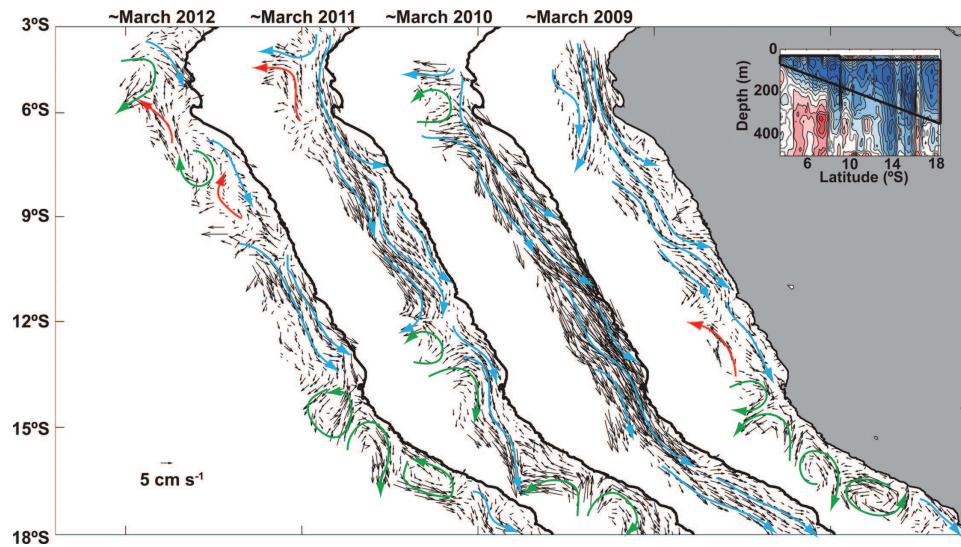 ~March 2012 ~March 2011 ~March 2010 ~March 2009
3ºS
6ºS
9ºS
12ºS
15ºS
18ºS
5 cm s⁻¹
0
200
400
Depth (m)
6 10 14 18
Latitude (ºS)